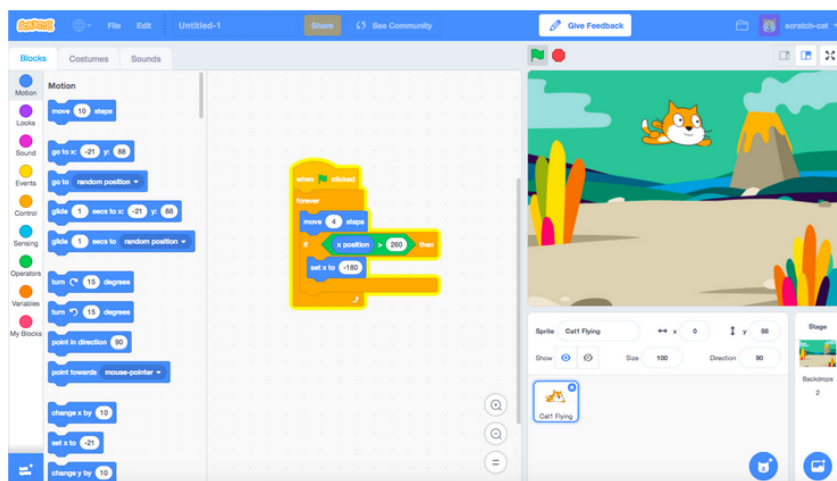 SCRATCH File Edit Untitled-1 Share See Community Give Feedback scratch-cat
Blocks Costumes Sounds
Motion
Looks
Sound
Events
Control
Sensing
Operators
Variables
My Blocks
Motion
move 10 steps
go to x: -21 y: 88
go to random position
glide 1 secs to x: -21 y: 88
glide 1 secs to random position
turn 15 degrees
turn 15 degrees
point in direction 90
point towards mouse-pointer
change x by 10
set x to -21
change y by 10
when clicked
forever
move 4 steps
if x position > 260 then
set x to -180
Sprite Cat1 Flying x 0 y 88
Show Size 100 Direction 90
Cat1 Flying
Stage
Backdrops
2